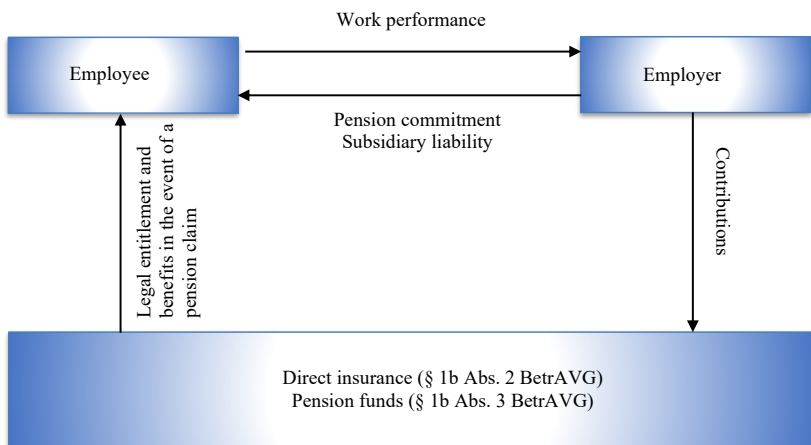 Work performance
Employee
Employer
Pension commitment
Subsidiary liability
Legal entitlement and
benefits in the event of a
pension claim
Contributions
Direct insurance (§ 1b Abs. 2 BetrAVG)
Pension funds (§ 1b Abs. 3 BetrAVG)